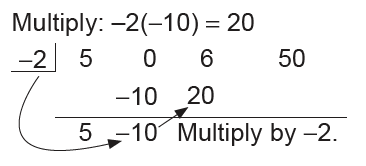 Multiply: –2(–10) = 20
–2 5 0 6 50
–10 20
5 –10 Multiply by –2.